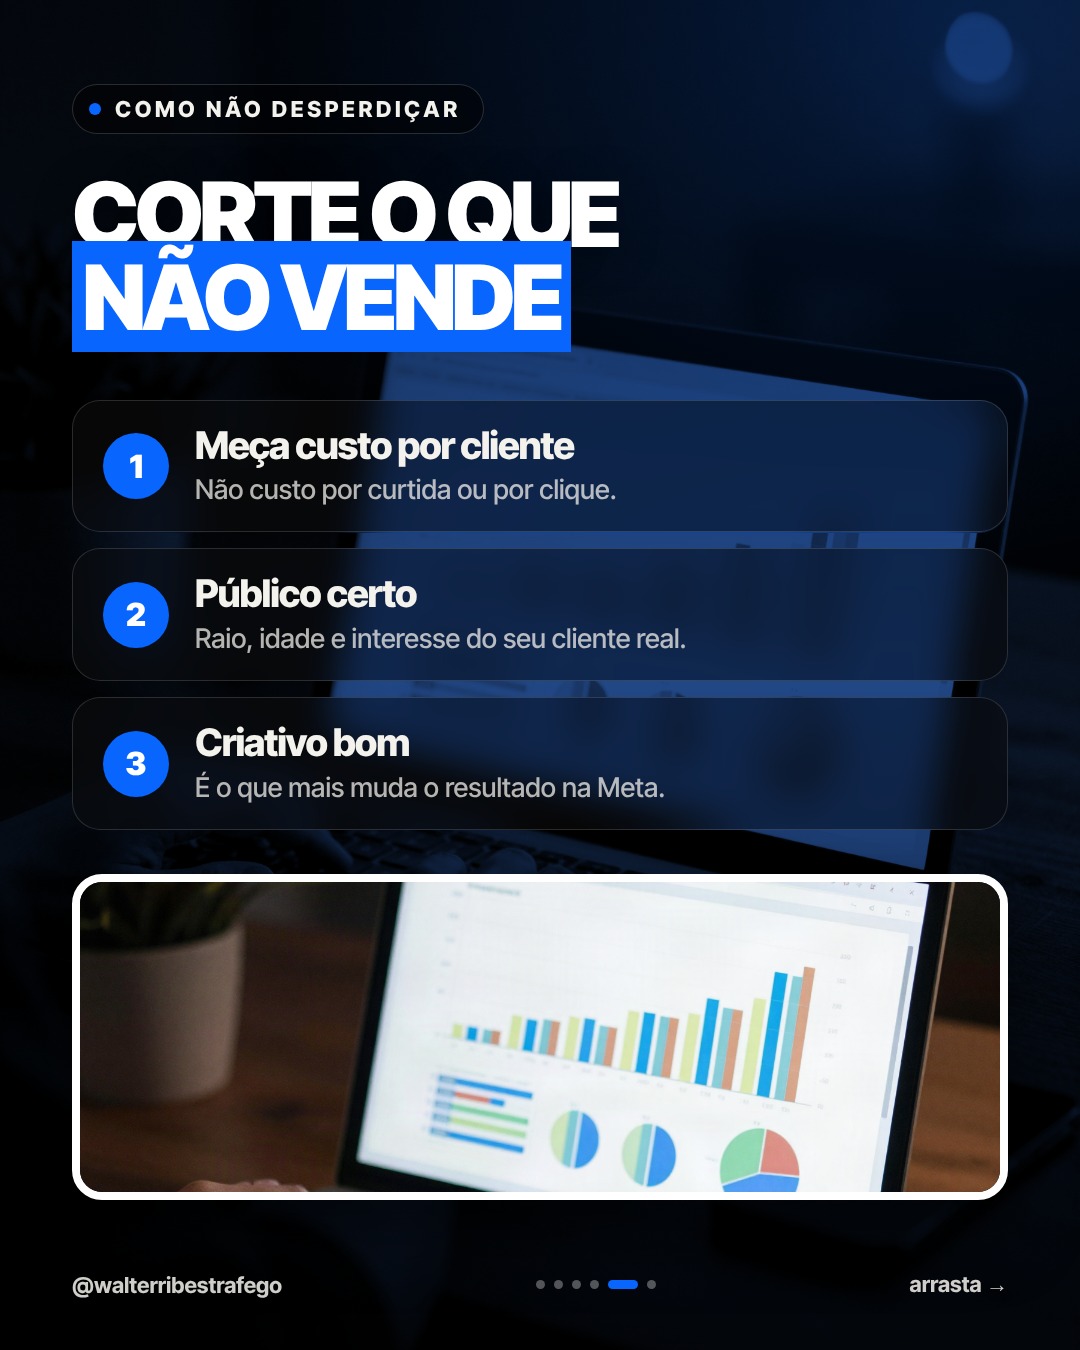 COMO NÃO DESPERDIÇAR
CORTE O QUE
NÃO VENDE
1
Meça custo por cliente
Não custo por curtida ou por clique.
2
Público certo
Raio, idade e interesse do seu cliente real.
3
Criativo bom
É o que mais muda o resultado na Meta.
@walterribestrafego
arrasta →